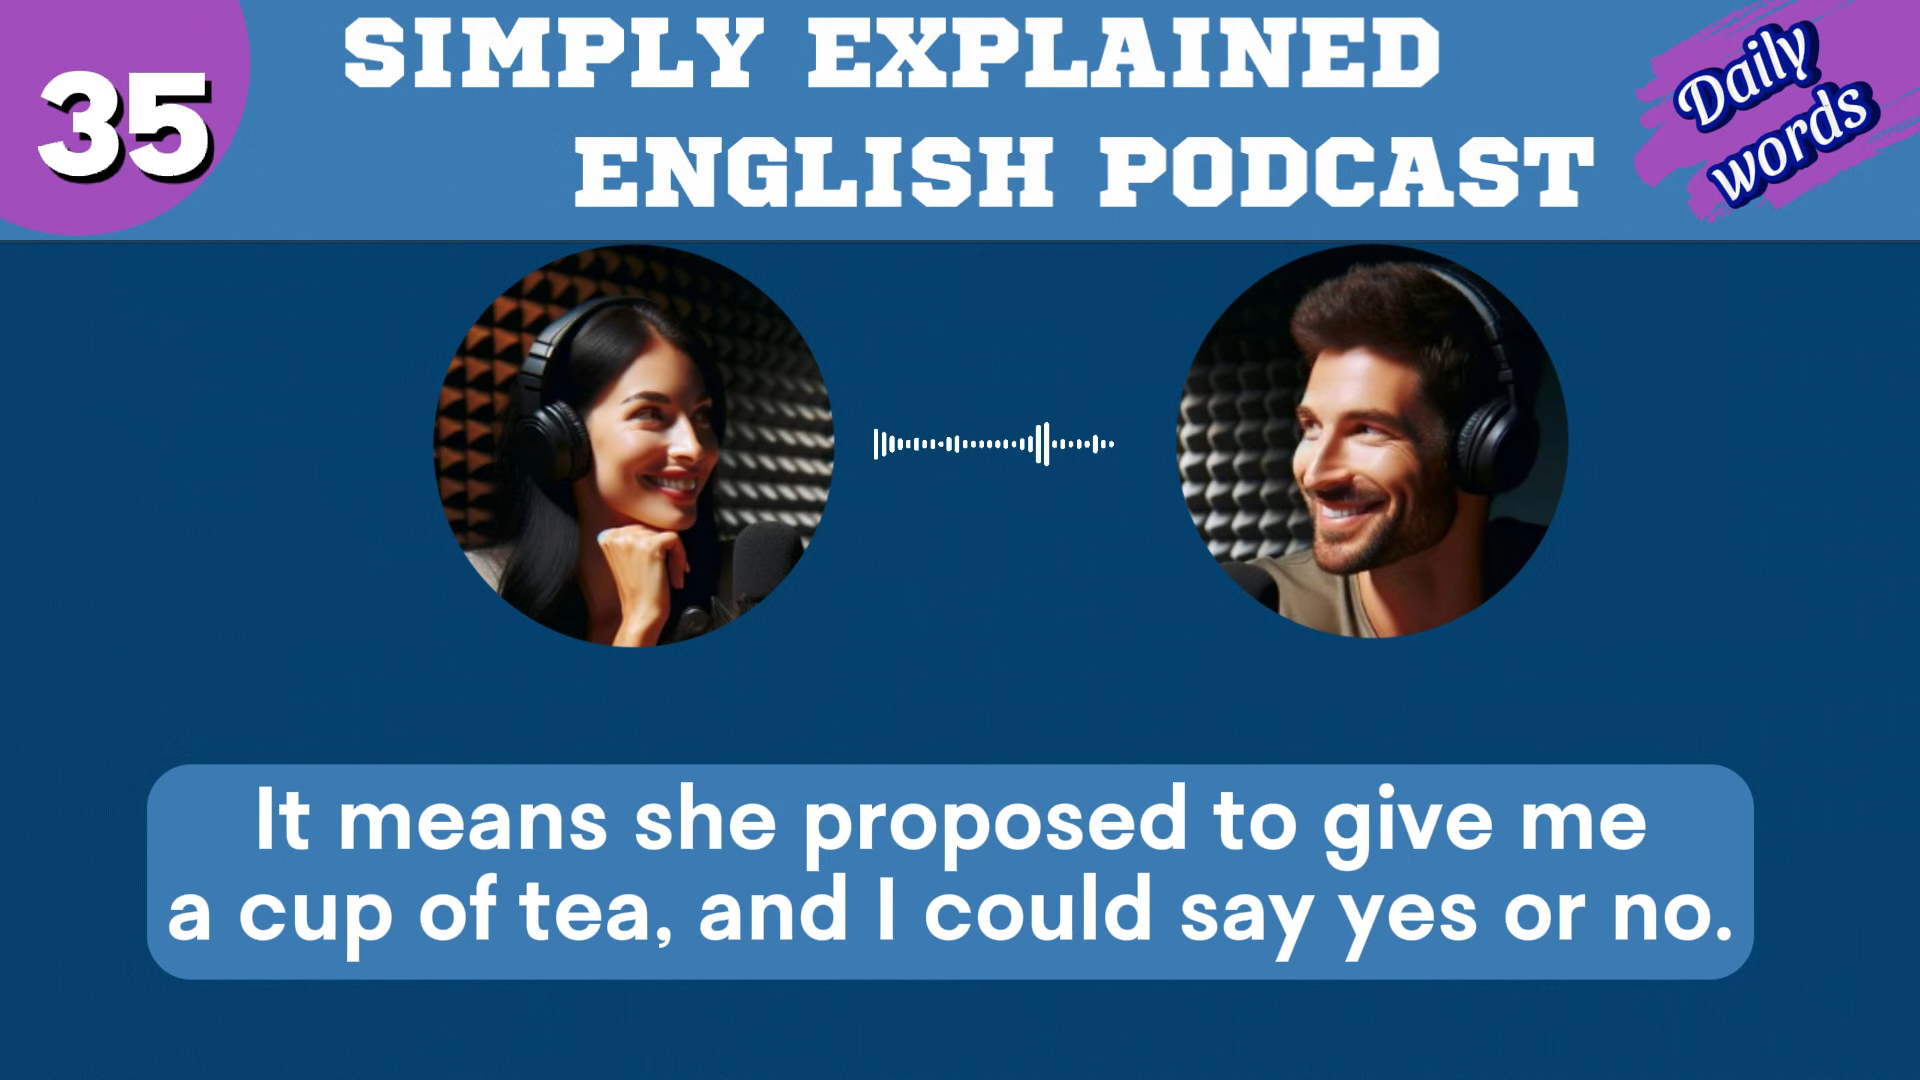 35
SIMPLY EXPLAINED
ENGLISH PODCAST
Daily
words
It means she proposed to give me
a cup of tea, and I could say yes or no.